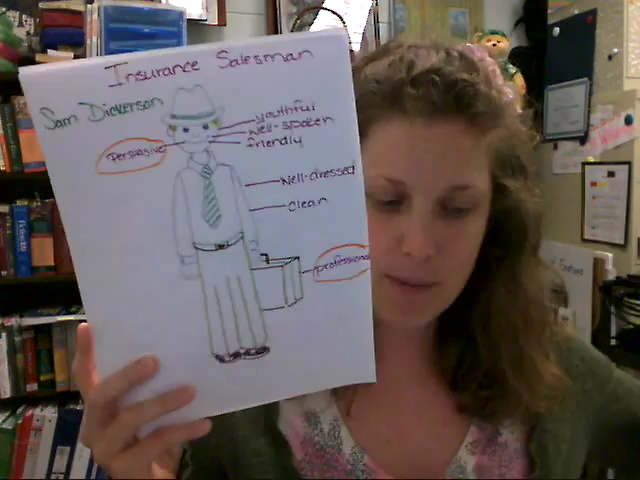 Insurance Salesman
Sam Dickerson
youthful
well-spoken
friendly
persuasive
Well-dressed
Clean
professional